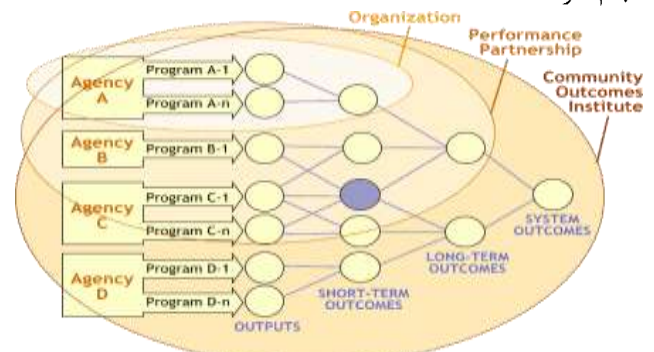 Organization
Performance
Partnership
Community
Outcomes
Institute
Agency
A
Program A-1
Program A-n
Agency
B
Program B-1
Agency
C
Program C-1
Program C-n
Agency
D
Program D-1
Program D-n
OUTPUTS
SHORT-TERM
OUTCOMES
LONG-TERM
OUTCOMES
SYSTEM
OUTCOMES